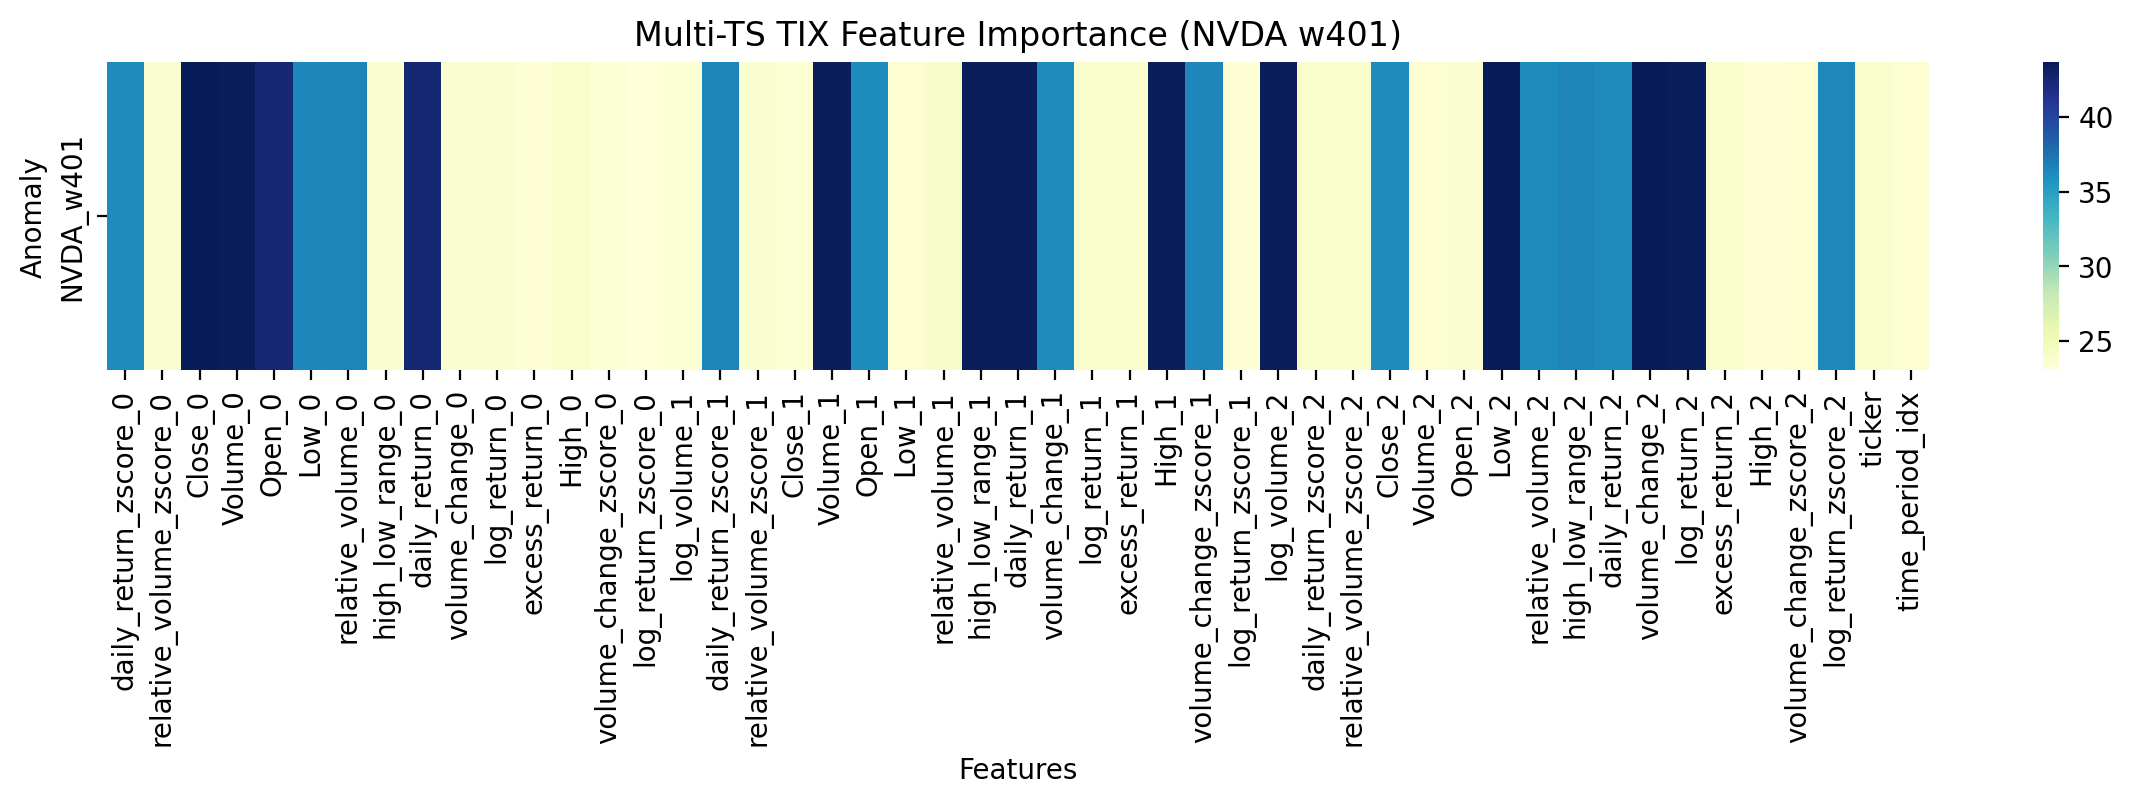 Multi-TS TIX Feature Importance (NVDA w401)
Anomaly
NVDA_w401
40
35
30
25
daily_return_zscore_0
relative_volume_zscore_0
Close_0
Volume_0
Open_0
Low_0
relative_volume_0
high_low_range_0
daily_return_0
volume_change_0
log_return_0
excess_return_0
High_0
volume_change_zscore_0
log_return_zscore_0
log_volume_1
daily_return_zscore_1
relative_volume_zscore_1
Close_1
Volume_1
Open_1
Low_1
relative_volume_1
high_low_range_1
daily_return_1
volume_change_1
log_return_1
excess_return_1
High_1
volume_change_zscore_1
log_return_zscore_1
log_volume_2
daily_return_zscore_2
relative_volume_zscore_2
Close_2
Volume_2
Open_2
Low_2
relative_volume_2
high_low_range_2
daily_return_2
volume_change_2
log_return_2
excess_return_2
High_2
volume_change_zscore_2
log_return_zscore_2
ticker
time_period_idx
Features